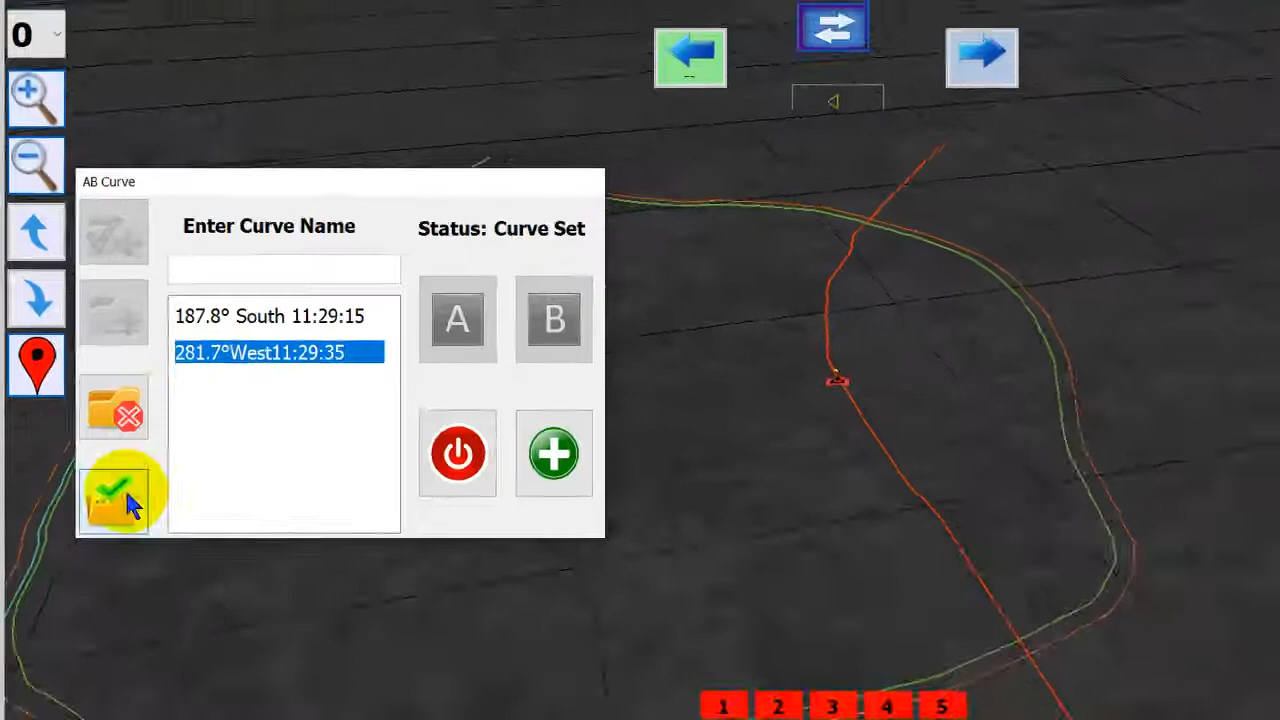 0
--
AB Curve
Enter Curve Name
Status: Curve Set
187.8° South 11:29:15
281.7°West11:29:35
A
B
1
2
3
4
5